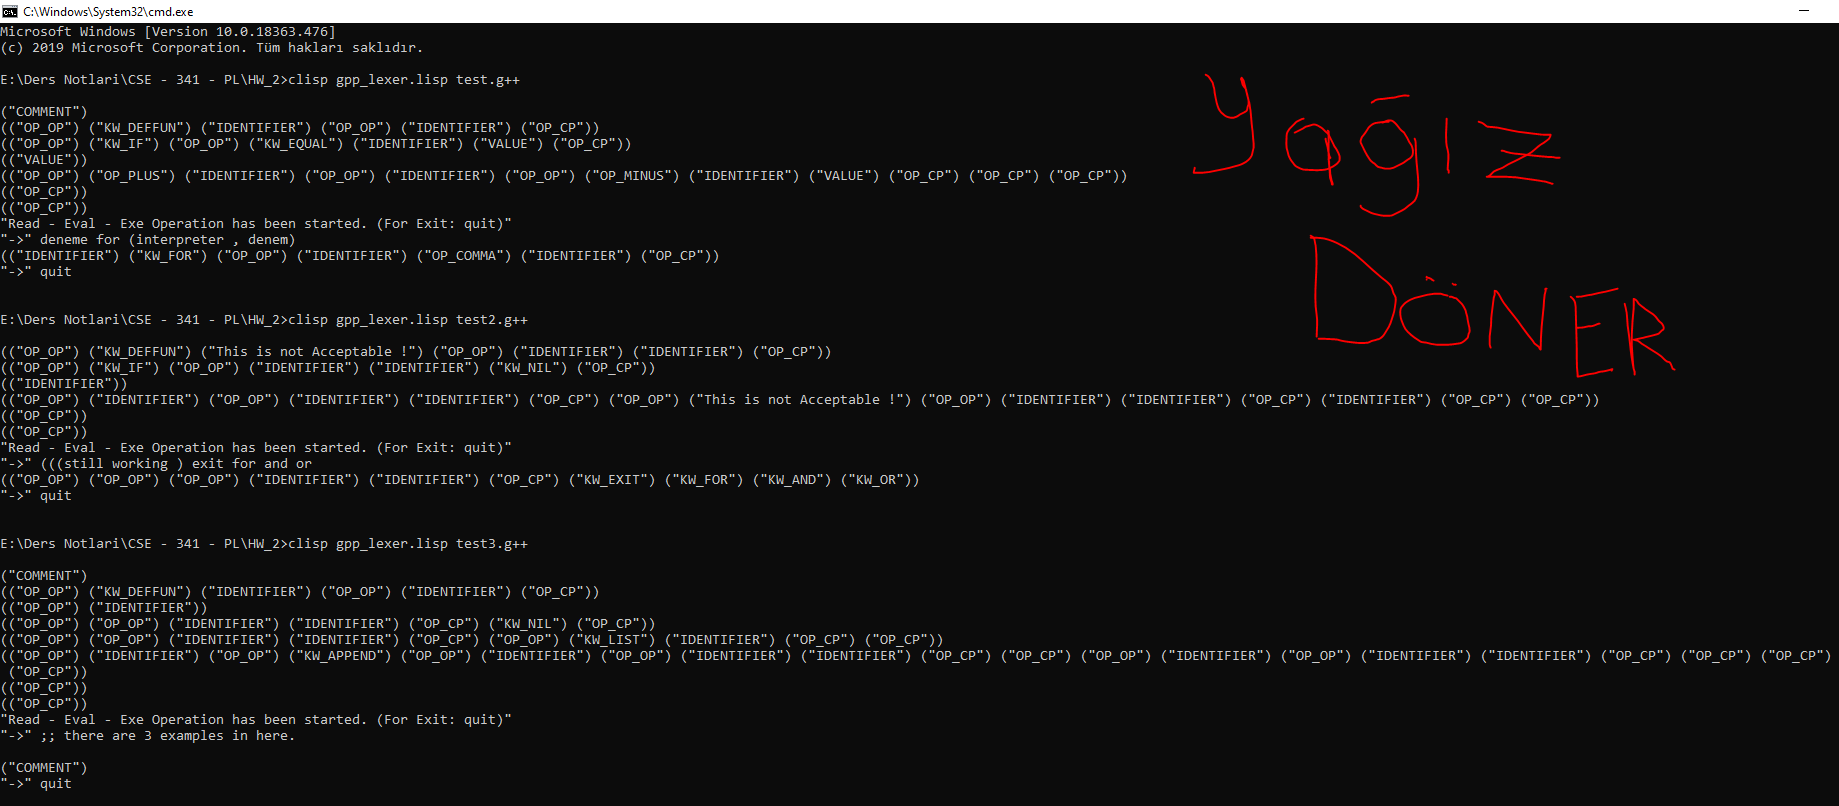 C:\Windows\System32\cmd.exe
Microsoft Windows [Version 10.0.18363.476]
(c) 2019 Microsoft Corporation. Tüm hakları saklıdır.
E:\Ders Notlari\CSE - 341 - PL\HW_2>clisp gpp_lexer.lisp test.g++
("COMMENT")
(("OP_OP") ("KW_DEFFUN") ("IDENTIFIER") ("OP_OP") ("IDENTIFIER") ("OP_CP"))
(("OP_OP") ("KW_IF") ("OP_OP") ("KW_EQUAL") ("IDENTIFIER") ("VALUE") ("OP_CP"))
(("VALUE"))
(("OP_OP") ("OP_PLUS") ("IDENTIFIER") ("OP_OP") ("IDENTIFIER") ("OP_OP") ("OP_MINUS") ("IDENTIFIER") ("VALUE") ("OP_CP") ("OP_CP") ("OP_CP"))
(("OP_CP"))
(("OP_CP"))
"Read - Eval - Exe Operation has been started. (For Exit: quit)"
"->" deneme for (interpreter , denem)
(("IDENTIFIER") ("KW_FOR") ("OP_OP") ("IDENTIFIER") ("OP_COMMA") ("IDENTIFIER") ("OP_CP"))
"->" quit
E:\Ders Notlari\CSE - 341 - PL\HW_2>clisp gpp_lexer.lisp test2.g++
(("OP_OP") ("KW_DEFFUN") ("This is not Acceptable !") ("OP_OP") ("IDENTIFIER") ("IDENTIFIER") ("OP_CP"))
(("OP_OP") ("KW_IF") ("OP_OP") ("IDENTIFIER") ("IDENTIFIER") ("KW_NIL") ("OP_CP"))
(("IDENTIFIER"))
(("OP_OP") ("IDENTIFIER") ("OP_OP") ("IDENTIFIER") ("IDENTIFIER") ("OP_CP") ("OP_OP") ("This is not Acceptable !") ("OP_OP") ("IDENTIFIER") ("IDENTIFIER") ("OP_CP") ("IDENTIFIER") ("OP_CP") ("OP_CP"))
(("OP_CP"))
(("OP_CP"))
"Read - Eval - Exe Operation has been started. (For Exit: quit)"
"->" (((still working ) exit for and or
(("OP_OP") ("OP_OP") ("OP_OP") ("IDENTIFIER") ("IDENTIFIER") ("OP_CP") ("KW_EXIT") ("KW_FOR") ("KW_AND") ("KW_OR"))
"->" quit
E:\Ders Notlari\CSE - 341 - PL\HW_2>clisp gpp_lexer.lisp test3.g++
("COMMENT")
(("OP_OP") ("KW_DEFFUN") ("IDENTIFIER") ("OP_OP") ("IDENTIFIER") ("OP_CP"))
(("OP_OP") ("IDENTIFIER"))
(("OP_OP") ("OP_OP") ("IDENTIFIER") ("IDENTIFIER") ("OP_CP") ("KW_NIL") ("OP_CP"))
(("OP_OP") ("OP_OP") ("IDENTIFIER") ("IDENTIFIER") ("OP_CP") ("OP_OP") ("KW_LIST") ("IDENTIFIER") ("OP_CP") ("OP_CP"))
(("OP_OP") ("IDENTIFIER") ("OP_OP") ("KW_APPEND") ("OP_OP") ("IDENTIFIER") ("OP_OP") ("IDENTIFIER") ("IDENTIFIER") ("OP_CP") ("OP_CP") ("OP_OP") ("IDENTIFIER") ("OP_OP") ("IDENTIFIER") ("IDENTIFIER") ("OP_CP") ("OP_CP") ("OP_CP")
("OP_CP"))
(("OP_CP"))
(("OP_CP"))
"Read - Eval - Exe Operation has been started. (For Exit: quit)"
"->" ;; there are 3 examples in here.
("COMMENT")
"->" quit
Yağız
DÖNER